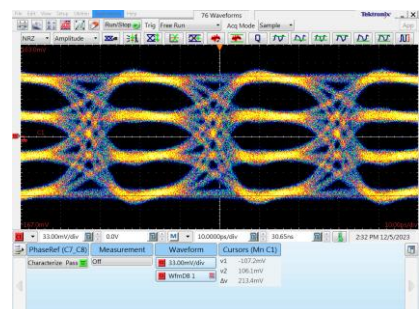 76 Waveforms
Tektronix
Run/Stop Trig Free Run Acq Mode Sample
App
NRZ Amplitude
C1
33.00mV/div 0.0V M 10.0000ps/div 30.65ns 2:32 PM 12/5/2023
PhaseRef (C7_C8) Measurement Waveform Cursors (Mn C1)
Characterize Pass Off 33.00mV/div v1 -107.2mV
WfmDB 1 v2 106.1mV
Δv 213.4mV